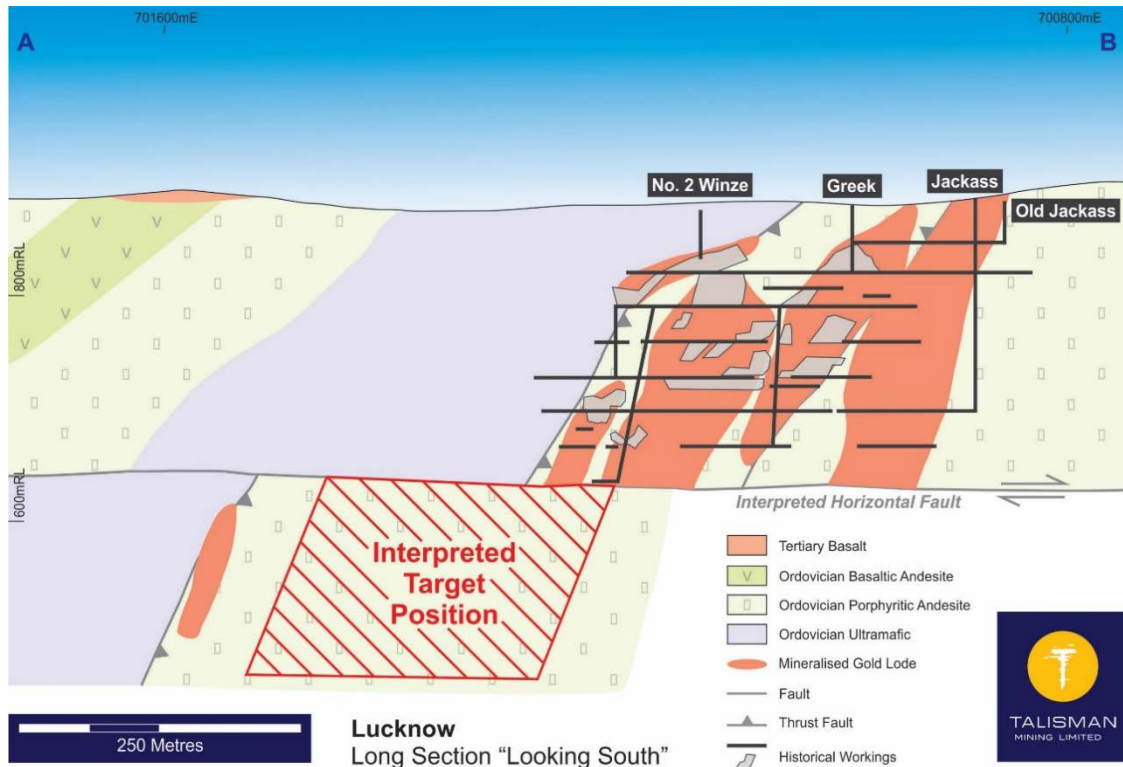 701600mE
700800mE
A
B
No. 2 Winze
Greek
Jackass
Old Jackass
800mRL
600mRL
V V
V V
V V
V
V
Interpreted Horizontal Fault
Interpreted
Target
Position
Tertiary Basalt
V Ordovician Basaltic Andesite
Ordovician Porphyritic Andesite
Ordovician Ultramafic
Mineralised Gold Lode
Fault
Thrust Fault
Historical Workings
250 Metres
Lucknow
Long Section “Looking South”
TALISMAN
MINING LIMITED